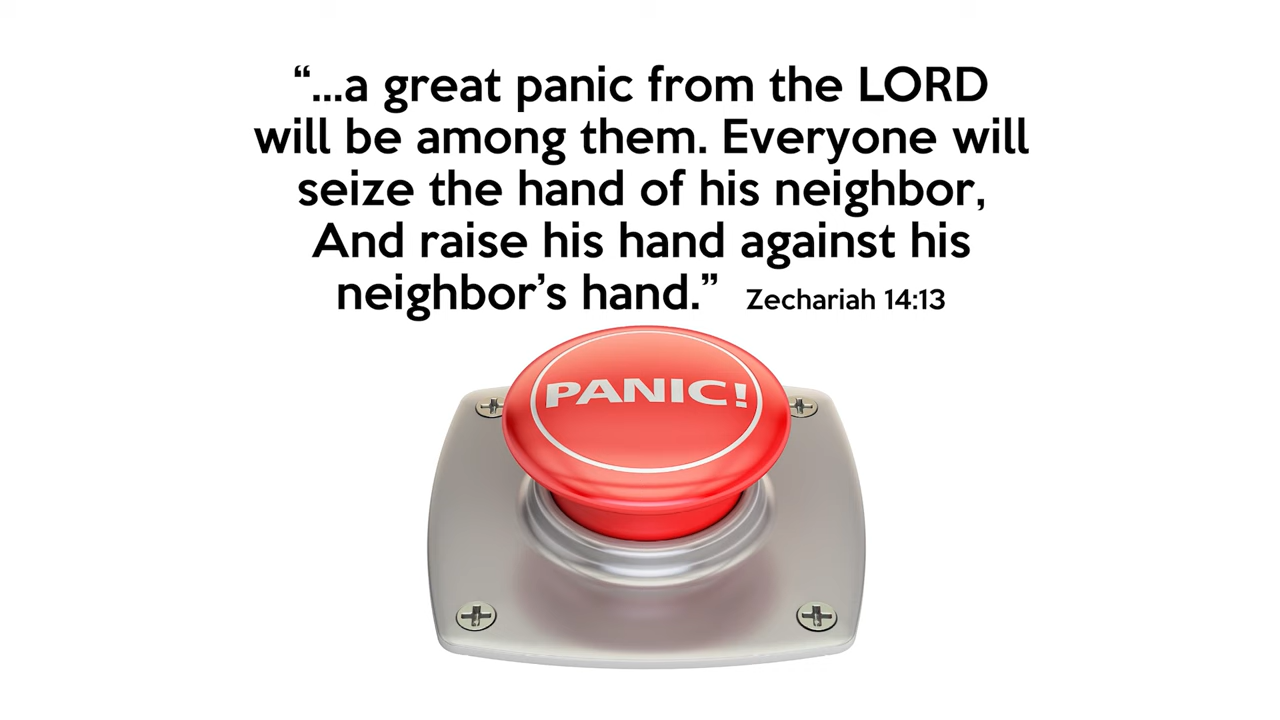 “...a great panic from the LORD
will be among them. Everyone will
seize the hand of his neighbor,
And raise his hand against his
neighbor’s hand.” Zechariah 14:13
PANIC!